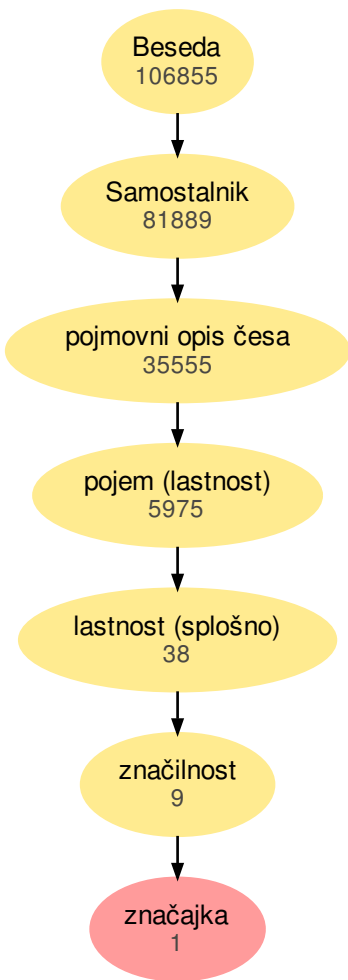 Beseda
106855
Samostalnik
81889
pojmovni opis česa
35555
pojem (lastnost)
5975
lastnost (splošno)
38
značilnost
9
značajka
1